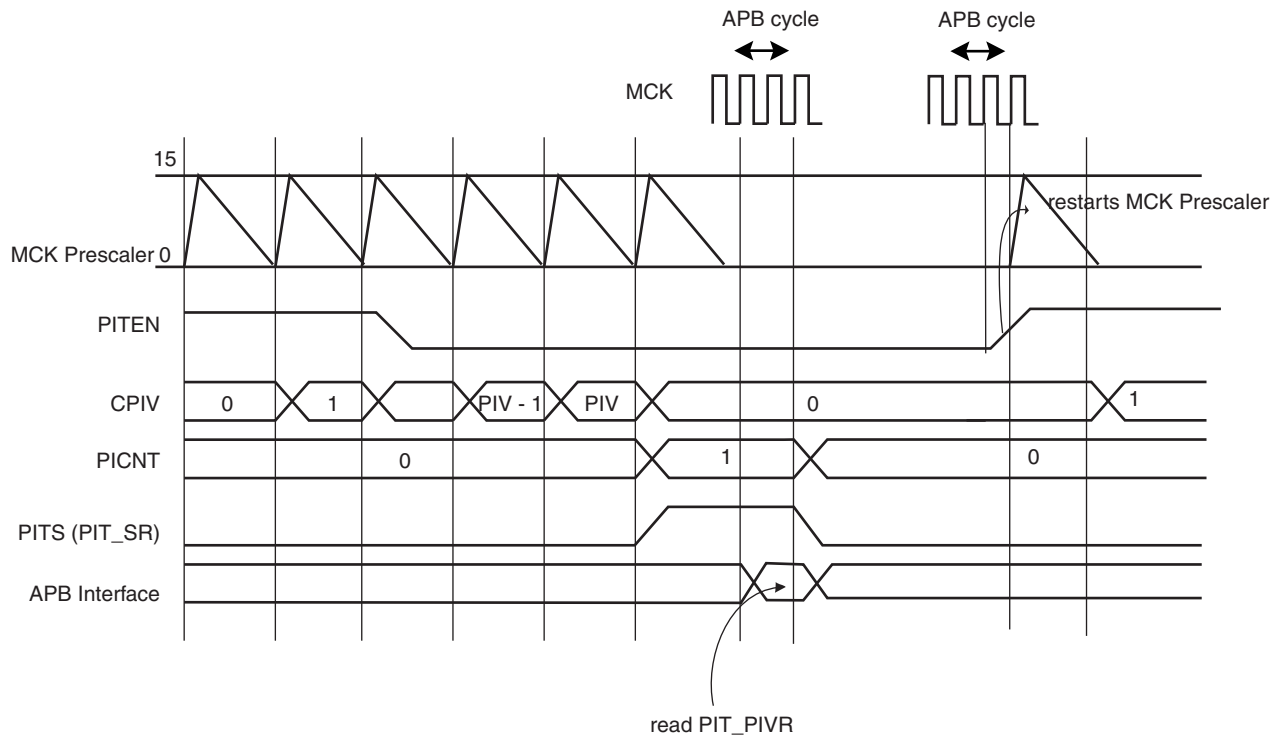 APB cycle
APB cycle
MCK
15
restarts MCK Prescaler
MCK Prescaler 0
PITEN
CPIV 0 1 PIV - 1 PIV 0 1
PICNT 0 1 0
PITS (PIT_SR)
APB Interface
read PIT_PIVR